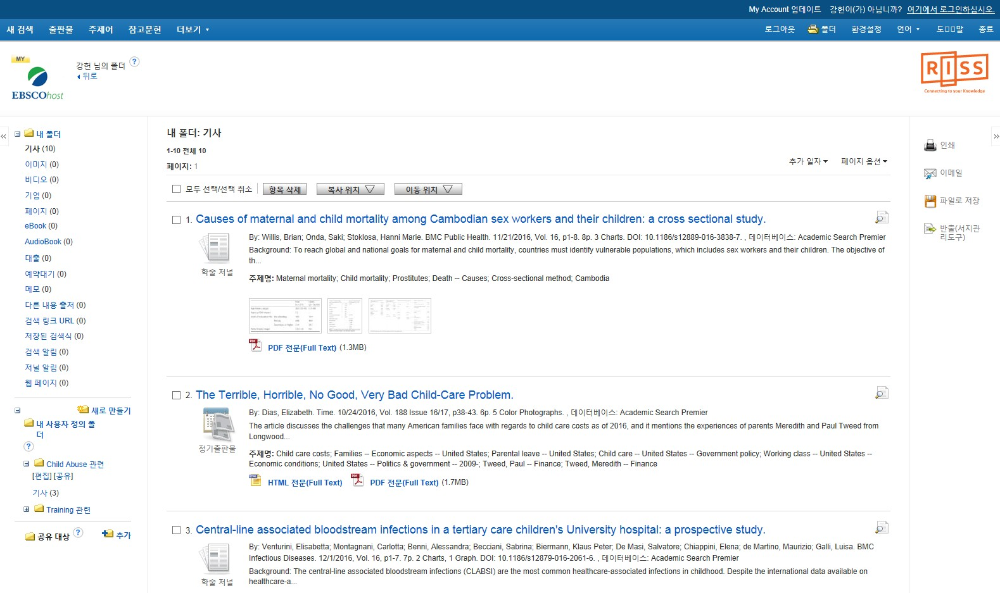 My Account 업데이트 강헌이(가) 아닙니까? 여기에서 로그인하십시오.
새 검색 출판물 주제어 참고문헌 더보기
로그아웃 폴더 환경설정 언어 도□□말 종료
MY
EBSCOhost
강헌 님의 폴더 ?
뒤로
RISS
Connecting to your Knowledge
내 폴더
기사 (10)
이미지 (0)
비디오 (0)
기업 (0)
페이지 (0)
eBook (0)
AudioBook (0)
대출 (0)
예약대기 (0)
메모 (0)
다른 내용 출처 (0)
검색 링크 URL (0)
저장된 검색식 (0)
검색 알림 (0)
저널 알림 (0)
웹 페이지 (0)
새로 만들기
내 사용자 정의 폴
더
?
Child Abuse 관련
[편집] [공유]
기사 (3)
Training 관련
공유 대상 ? 추가
내 폴더: 기사
1-10 전체 10
페이지: 1
추가 일자 페이지 옵션
모두 선택/선택 취소 항목 삭제 복사 위치 이동 위치
1. Causes of maternal and child mortality among Cambodian sex workers and their children: a cross sectional study.
학술 저널
By: Willis, Brian; Onda, Saki; Stoklosa, Hanni Marie. BMC Public Health. 11/21/2016, Vol. 16, p1-8. 8p. 3 Charts. DOI: 10.1186/s12889-016-3838-7. , 데이터베이스: Academic Search Premier
Background: To reach global and national goals for maternal and child mortality, countries must identify vulnerable populations, which includes sex workers and their children. The objective of
th...
주제명: Maternal mortality; Child mortality; Prostitutes; Death -- Causes; Cross-sectional method; Cambodia
PDF 전문(Full Text) (1.3MB)
2. The Terrible, Horrible, No Good, Very Bad Child-Care Problem.
정기출판물
By: Dias, Elizabeth. Time. 10/24/2016, Vol. 188 Issue 16/17, p38-43. 6p. 5 Color Photographs. , 데이터베이스: Academic Search Premier
The article discusses the challenges that many American families face with regards to child care costs as of 2016, and it mentions the experiences of parents Meredith and Paul Tweed from
Longwood...
주제명: Child care costs; Families -- Economic aspects -- United States; Parental leave -- United States; Child care -- United States -- Government policy; Working class -- United States --
Economic conditions; United States -- Politics & government -- 2009-; Tweed, Paul -- Finance; Tweed, Meredith -- Finance
HTML 전문(Full Text) PDF 전문(Full Text) (1.7MB)
3. Central-line associated bloodstream infections in a tertiary care children's University hospital: a prospective study.
학술 저널
By: Venturini, Elisabetta; Montagnani, Carlotta; Benni, Alessandra; Becciani, Sabrina; Biermann, Klaus Peter; De Masi, Salvatore; Chiappini, Elena; de Martino, Maurizio; Galli, Luisa. BMC
Infectious Diseases. 12/1/2016, Vol. 16, p1-7. 7p. 2 Charts, 1 Graph. DOI: 10.1186/s12879-016-2061-6. , 데이터베이스: Academic Search Premier
Background: The central-line associated bloodstream infections (CLABSI) are the most common healthcare-associated infections in childhood. Despite the international data available on
healthcare-a...
인쇄
이메일
파일로 저장
반출(서지관
리도구)